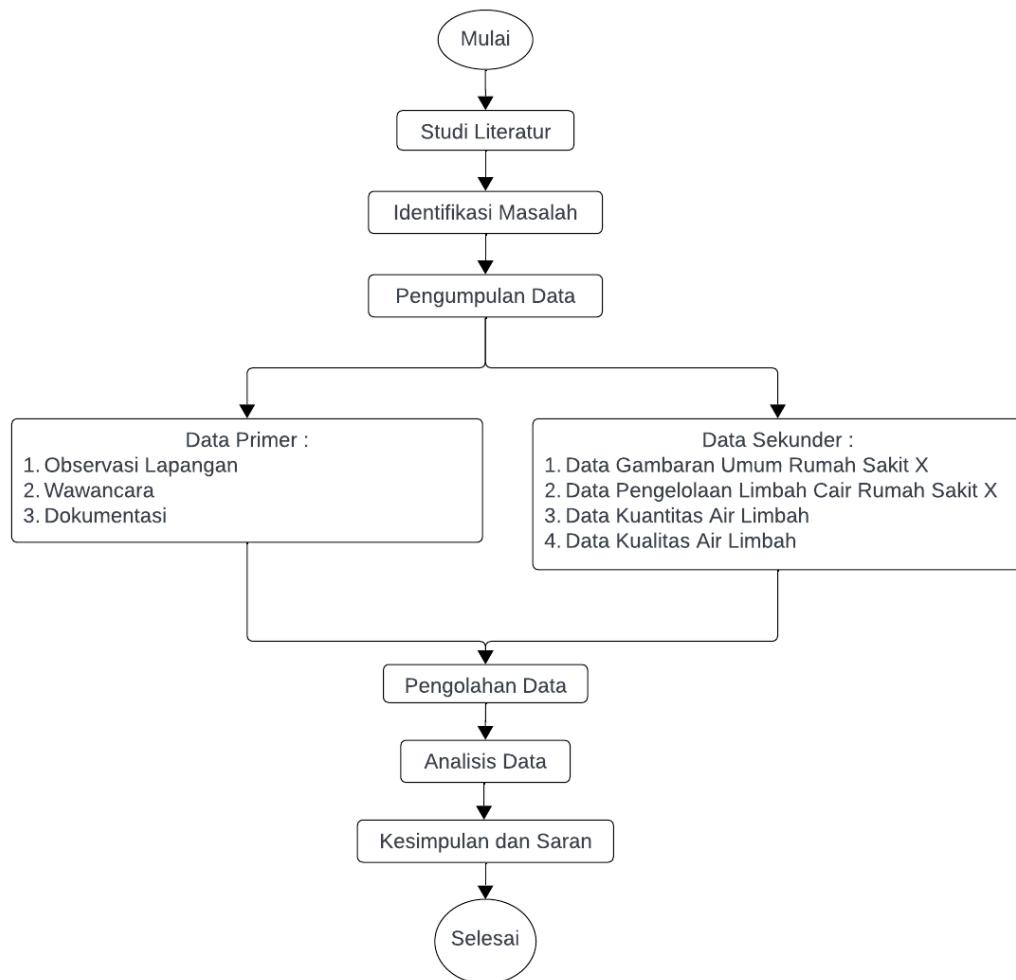 Mulai
Studi Literatur
Identifikasi Masalah
Pengumpulan Data
Data Primer :
1. Observasi Lapangan
2. Wawancara
3. Dokumentasi
Data Sekunder :
1. Data Gambaran Umum Rumah Sakit X
2. Data Pengelolaan Limbah Cair Rumah Sakit X
3. Data Kuantitas Air Limbah
4. Data Kualitas Air Limbah
Pengolahan Data
Analisis Data
Kesimpulan dan Saran
Selesai